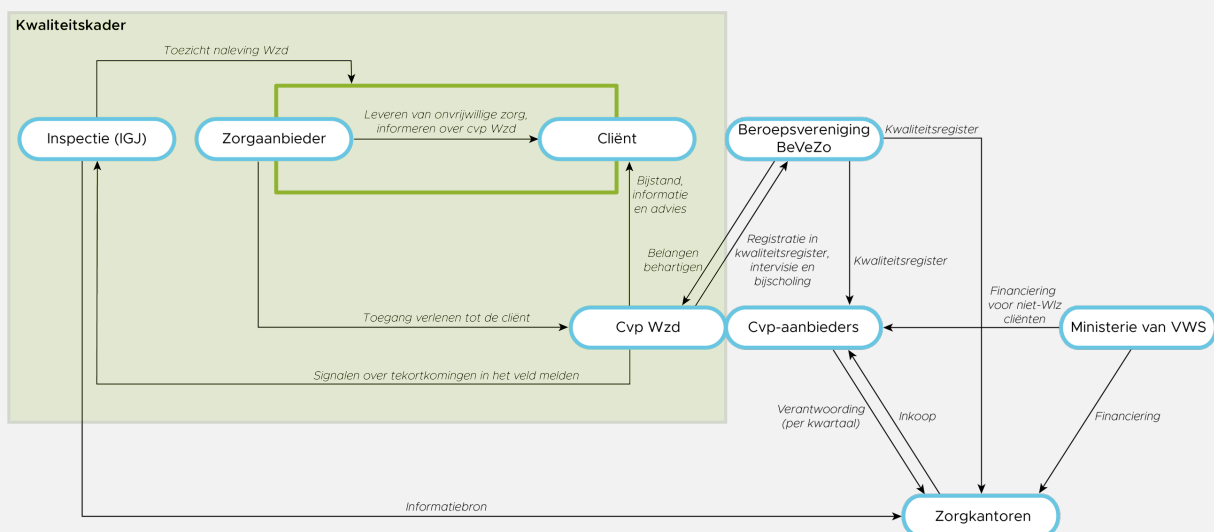 Kwaliteitskader
Toezicht naleving Wzd
Leveren van onvrijwillige zorg,
informeren over cvp Wzd
Inspectie (IGJ)
Zorgaanbieder
Cliënt
Beroepsvereniging
BeVeZo
Kwaliteitsregister
Bijstand,
informatie
en advies
Belangen
behartigen
Registratie in
kwaliteitsregister,
intervisie en
bijscholing
Kwaliteitsregister
Financiering
voor niet-Wlz
cliënten
Toegang verlenen tot de cliënt
Cvp Wzd
Cvp-aanbieders
Ministerie van VWS
Signalen over tekortkomingen in het veld melden
Verantwoording
(per kwartaal)
Inkoop
Financiering
Informatiebron
Zorgkantoren